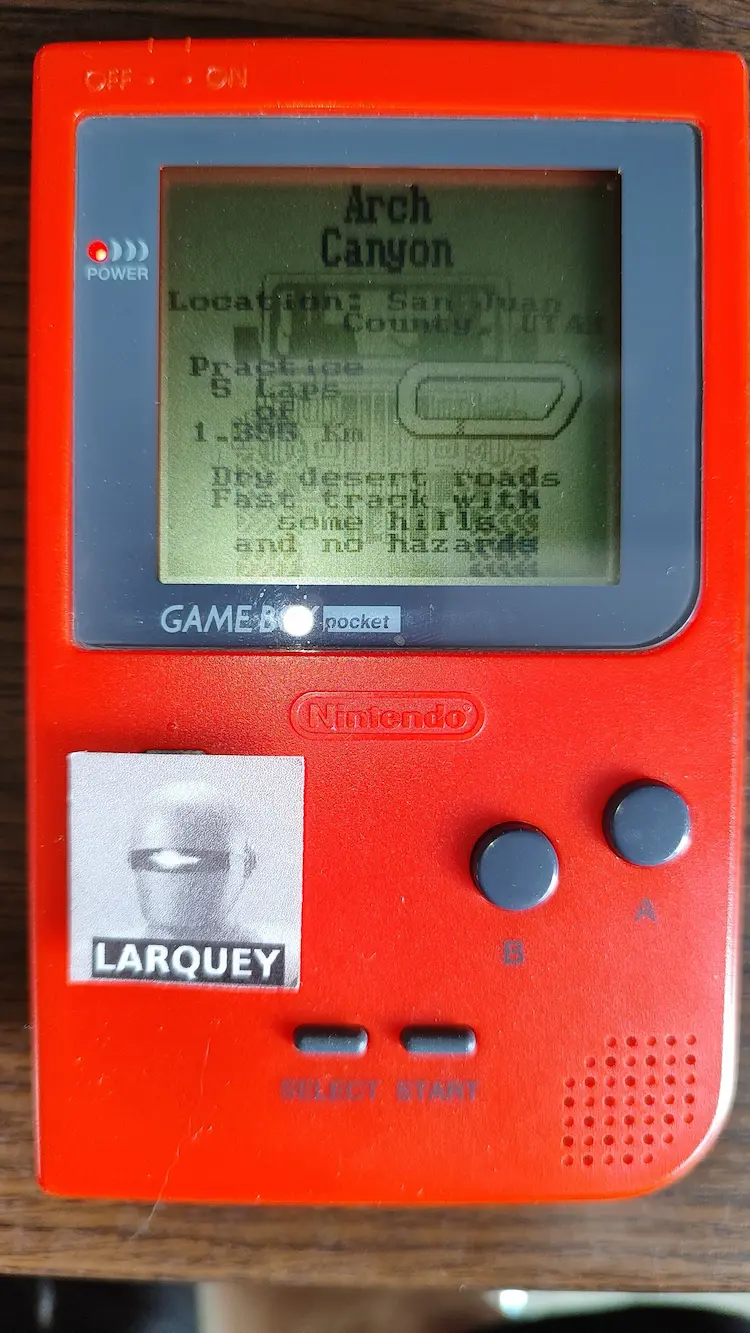 OFF ON
POWER
Arch
Canyon
Location: San Juan
County, UTAH
Practice
5 Laps
of
1.395 Km
Dry desert roads
Fast track with
some hills
and no hazards
GAME BOY pocket
Nintendo
LARQUEY
A
B
SELECT START